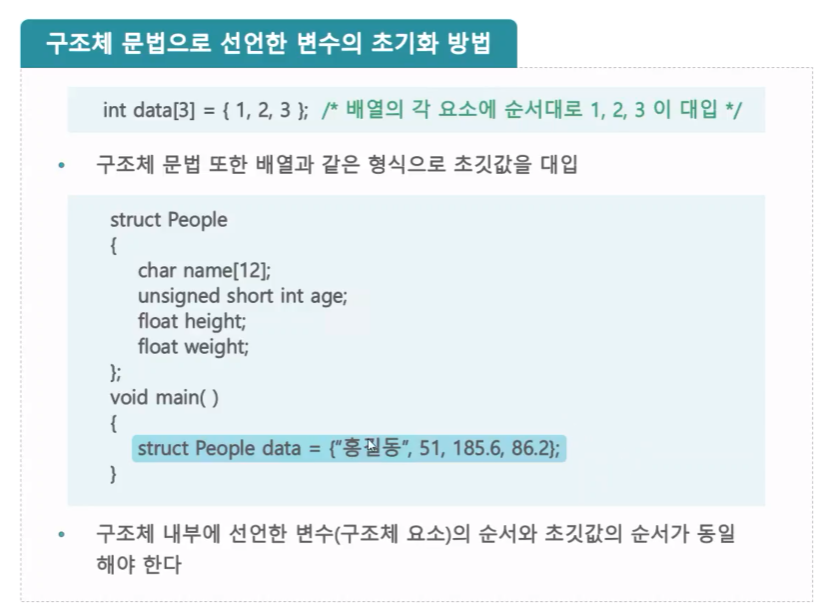 구조체 문법으로 선언한 변수의 초기화 방법
int data[3] = { 1, 2, 3 }; /* 배열의 각 요소에 순서대로 1, 2, 3 이 대입 */
• 구조체 문법 또한 배열과 같은 형식으로 초깃값을 대입
struct People
{
char name[12];
unsigned short int age;
float height;
float weight;
};
void main( )
{
struct People data = {"홍길동", 51, 185.6, 86.2};
}
• 구조체 내부에 선언한 변수(구조체 요소)의 순서와 초깃값의 순서가 동일
해야 한다